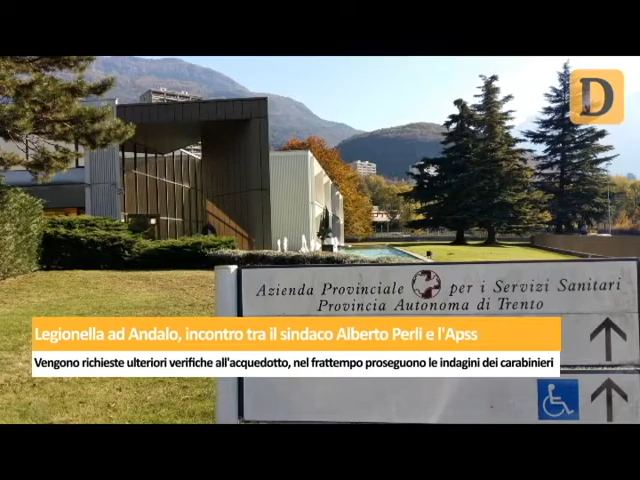 D
Azienda Provinciale per i Servizi Sanitari
Provincia Autonoma di Trento
Legionella ad Andalo, incontro tra il sindaco Alberto Perli e l'Apss
Vengono richieste ulteriori verifiche all'acquedotto, nel frattempo proseguono le indagini dei carabinieri